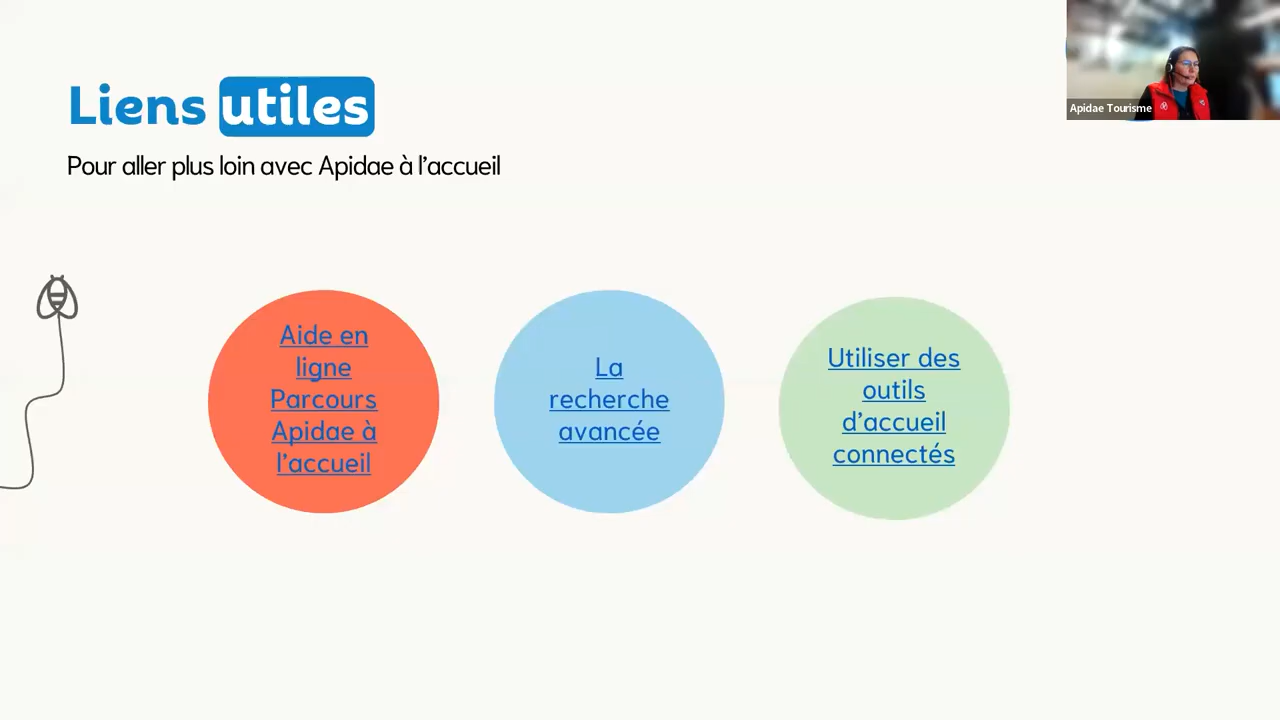 Liens utiles
Pour aller plus loin avec Apidae à l'accueil
Apidae Tourisme
Aide en
ligne
Parcours
Apidae à
l'accueil
La
recherche
avancée
Utiliser des
outils
d'accueil
connectés